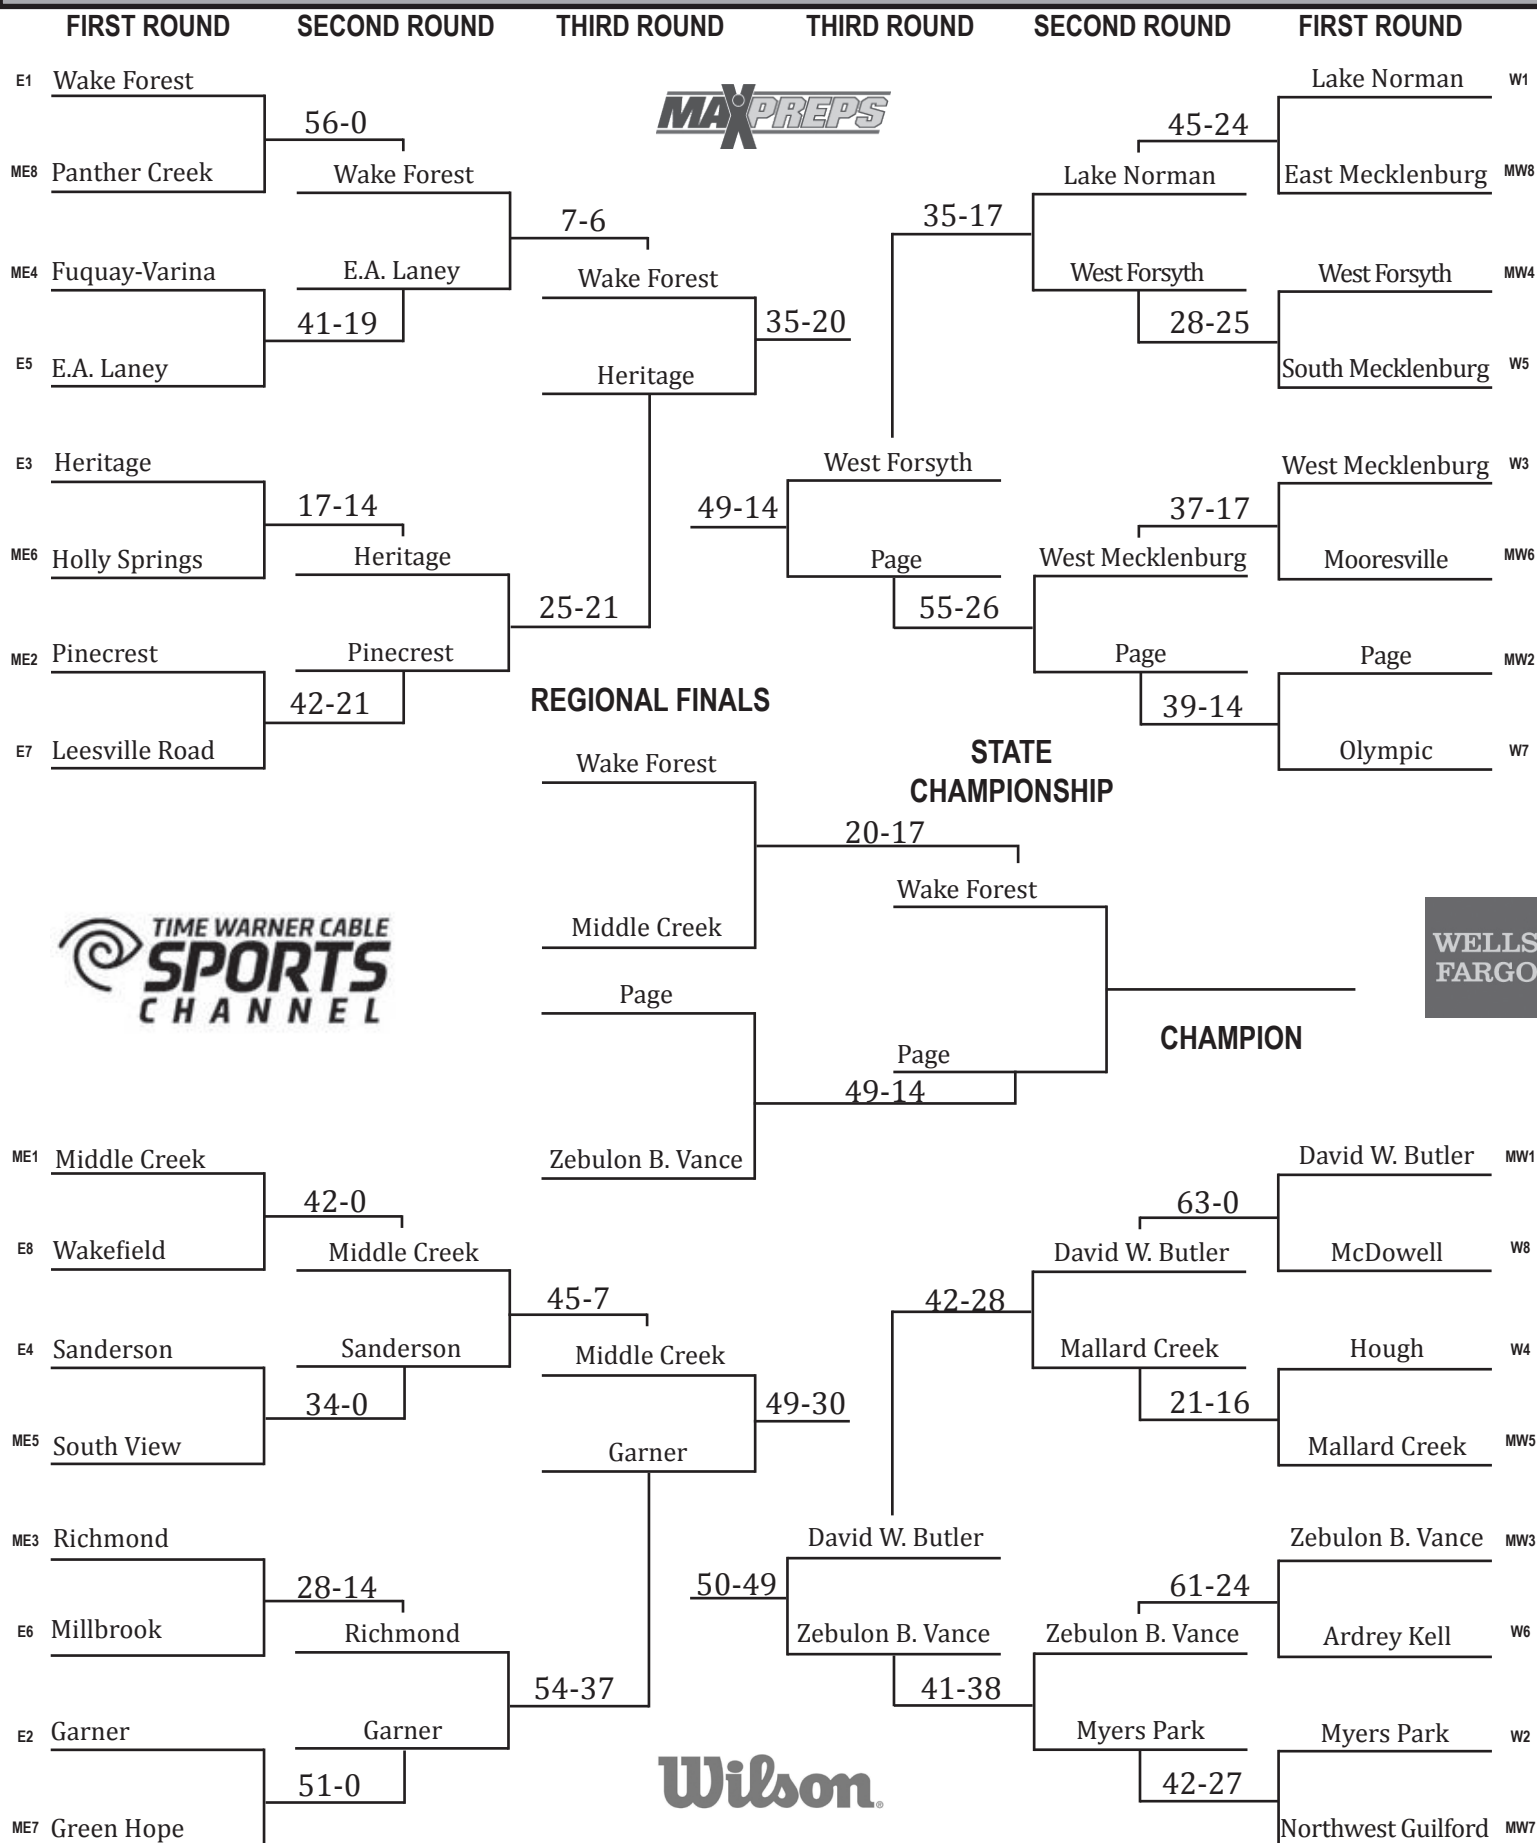 FIRST ROUND SECOND ROUND THIRD ROUND THIRD ROUND SECOND ROUND FIRST ROUND
E1 Wake Forest
56-0
ME8 Panther Creek
Wake Forest
7-6
ME4 Fuquay-Varina
E.A. Laney
41-19
E5 E.A. Laney
Wake Forest
35-20
Heritage
E3 Heritage
17-14
ME6 Holly Springs
Heritage
25-21
ME2 Pinecrest
Pinecrest
42-21
E7 Leesville Road
MAXPREPS
Lake Norman W1
45-24
East Mecklenburg MW8
Lake Norman
35-17
West Forsyth MW4
West Forsyth
28-25
South Mecklenburg W5
West Forsyth
49-14
Page
West Mecklenburg W3
37-17
Mooresville MW6
West Mecklenburg
55-26
Page MW2
Page
39-14
Olympic W7
REGIONAL FINALS
STATE
CHAMPIONSHIP
Wake Forest
20-17
Middle Creek
Wake Forest
Page
Page
49-14
Zebulon B. Vance
CHAMPION
TIME WARNER CABLE
SPORTS
CHANNEL
WELLS
FARGO
ME1 Middle Creek
42-0
E8 Wakefield
Middle Creek
45-7
E4 Sanderson
Sanderson
34-0
ME5 South View
Middle Creek
49-30
Garner
ME3 Richmond
28-14
E6 Millbrook
Richmond
54-37
E2 Garner
Garner
51-0
ME7 Green Hope
David W. Butler MW1
63-0
McDowell W8
David W. Butler
42-28
Hough W4
Mallard Creek
21-16
Mallard Creek MW5
David W. Butler
50-49
Zebulon B. Vance
Zebulon B. Vance MW3
61-24
Ardrey Kell W6
Zebulon B. Vance
41-38
Myers Park W2
Myers Park
42-27
Northwest Guilford MW7
Wilson®